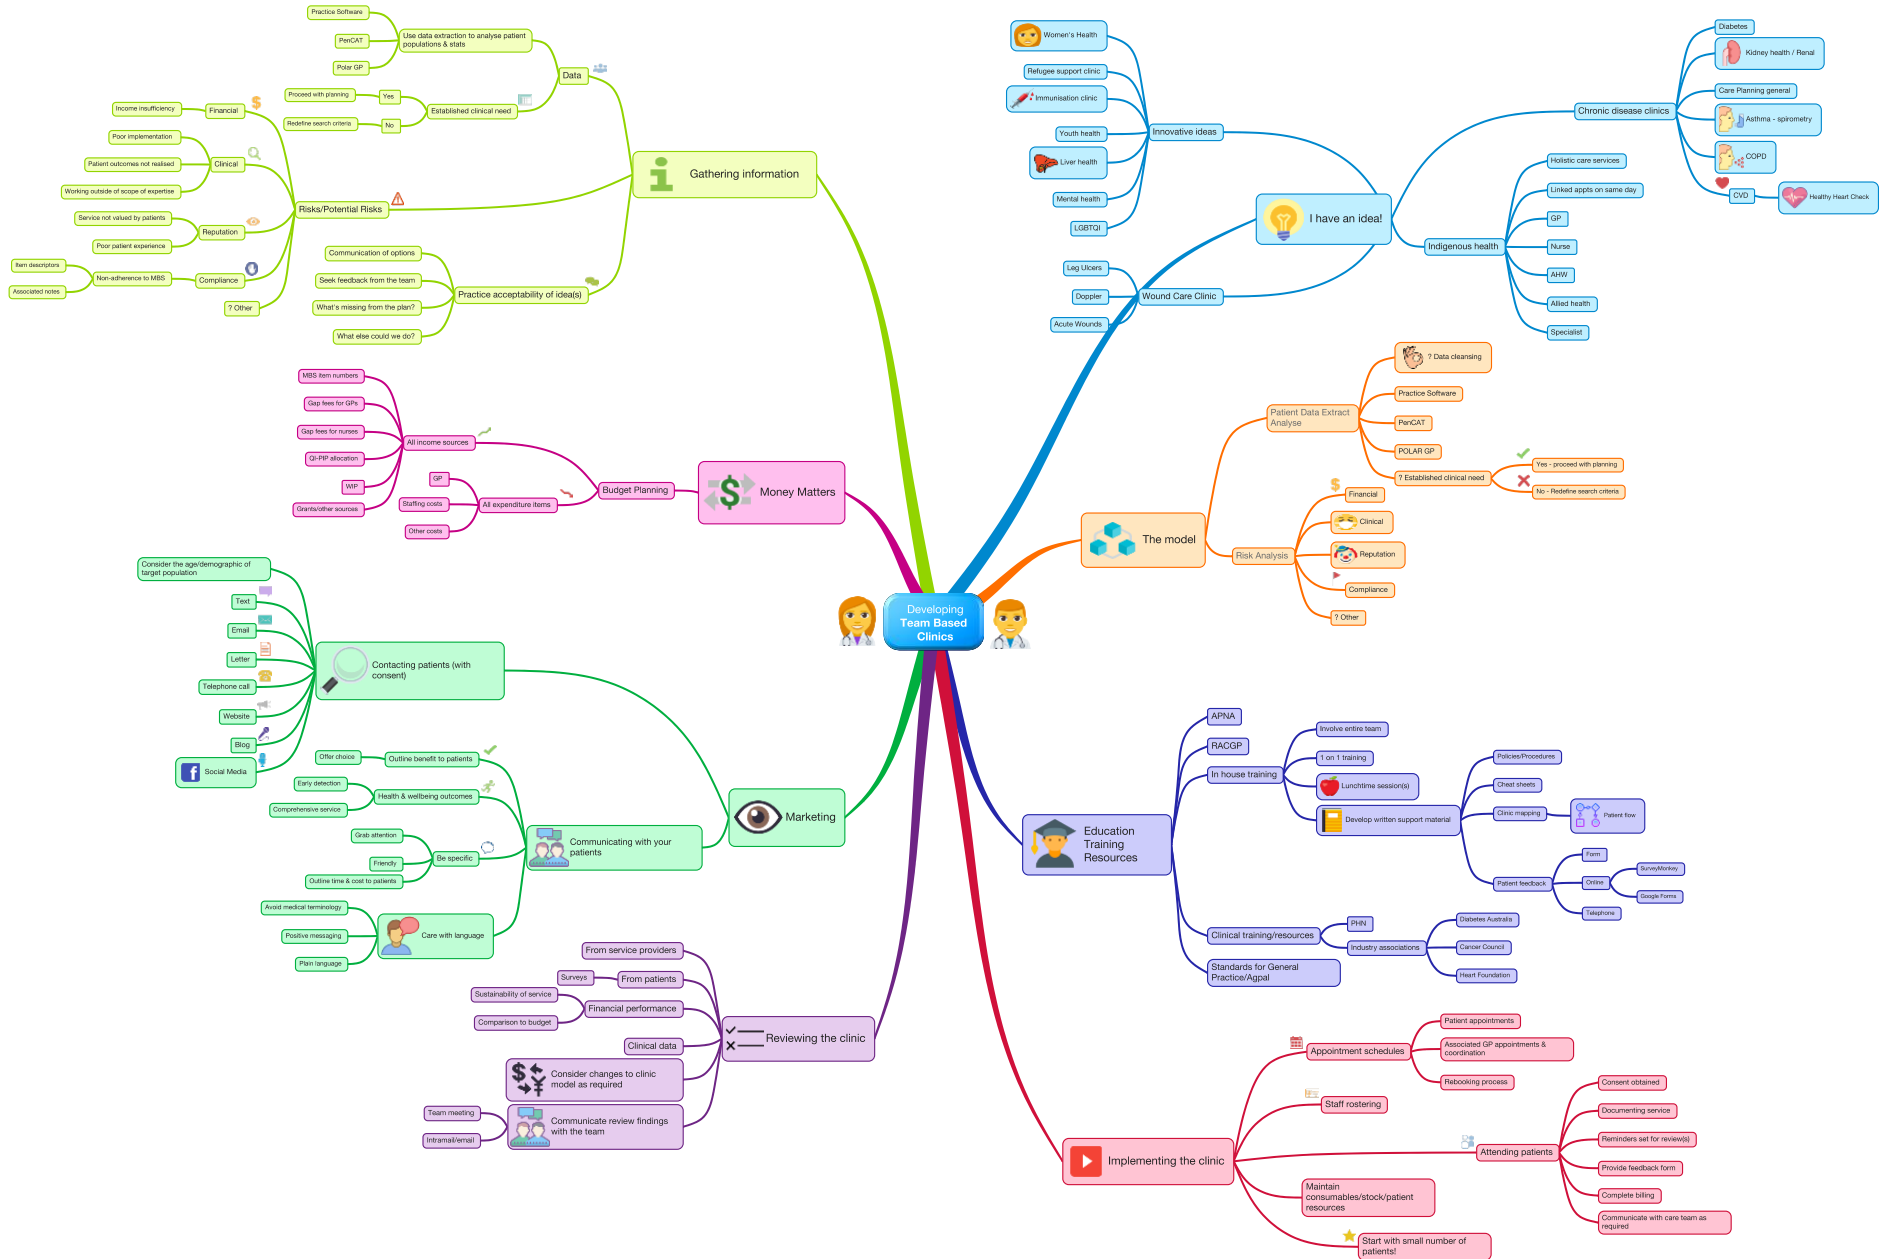 Developing
Team Based
Clinics
I have an idea!
Innovative ideas
Women's Health
Refugee support clinic
Immunisation clinic
Youth health
Liver health
Mental health
LGBTQI
Wound Care Clinic
Leg Ulcers
Doppler
Acute Wounds
Chronic disease clinics
Diabetes
Kidney health / Renal
Care Planning general
Asthma - spirometry
COPD
CVD
Healthy Heart Check
Indigenous health
Holistic care services
Linked appts on same day
GP
Nurse
AHW
Allied health
Specialist
The model
Patient Data Extract
Analyse
? Data cleansing
Practice Software
PenCAT
POLAR GP
? Established clinical need
Yes - proceed with planning
No - Redefine search criteria
Risk Analysis
Financial
Clinical
Reputation
Compliance
? Other
Education
Training
Resources
APNA
RACGP
In house training
Involve entire team
1 on 1 training
Lunchtime session(s)
Develop written support material
Policies/Procedures
Cheat sheets
Clinic mapping
Patient flow
Patient feedback
Form
Online
SurveyMonkey
Google Forms
Telephone
Clinical training/resources
PHN
Industry associations
Diabetes Australia
Cancer Council
Heart Foundation
Standards for General
Practice/Agpal
Implementing the clinic
Appointment schedules
Patient appointments
Associated GP appointments &
coordination
Rebooking process
Staff rostering
Attending patients
Consent obtained
Documenting service
Reminders set for review(s)
Provide feedback form
Complete billing
Communicate with care team as
required
Maintain
consumables/stock/patient
resources
Start with small number of
patients!
Reviewing the clinic
From service providers
From patients
Surveys
Financial performance
Sustainability of service
Comparison to budget
Clinical data
Consider changes to clinic
model as required
Communicate review findings
with the team
Team meeting
Intramail/email
Marketing
Contacting patients (with
consent)
Consider the age/demographic of
target population
Text
Email
Letter
Telephone call
Website
Blog
Social Media
Communicating with your
patients
Outline benefit to patients
Offer choice
Health & wellbeing outcomes
Early detection
Comprehensive service
Be specific
Grab attention
Friendly
Outline time & cost to patients
Care with language
Avoid medical terminology
Positive messaging
Plain language
Money Matters
Budget Planning
All income sources
MBS item numbers
Gap fees for GPs
Gap fees for nurses
QI-PIP allocation
WIP
Grants/other sources
All expenditure items
GP
Staffing costs
Other costs
Gathering information
Data
Use data extraction to analyse patient
populations & stats
Practice Software
PenCAT
Polar GP
Established clinical need
Yes
Proceed with planning
No
Redefine search criteria
Risks/Potential Risks
Financial
Income insufficiency
Clinical
Poor implementation
Patient outcomes not realised
Working outside of scope of expertise
Reputation
Service not valued by patients
Poor patient experience
Compliance
Non-adherence to MBS
Item descriptors
Associated notes
? Other
Practice acceptability of idea(s)
Communication of options
Seek feedback from the team
What's missing from the plan?
What else could we do?